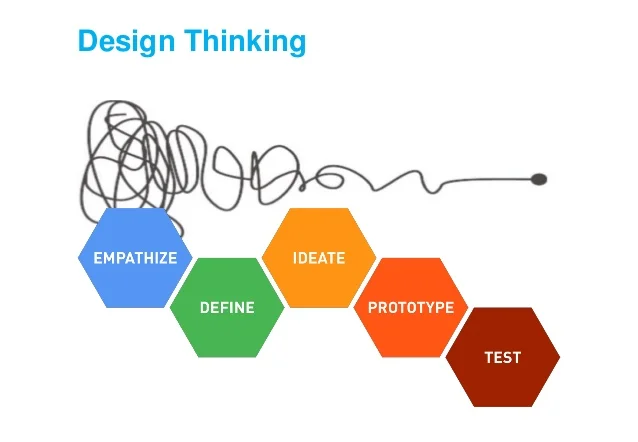 Design Thinking
EMPATHIZE
DEFINE
IDEATE
PROTOTYPE
TEST